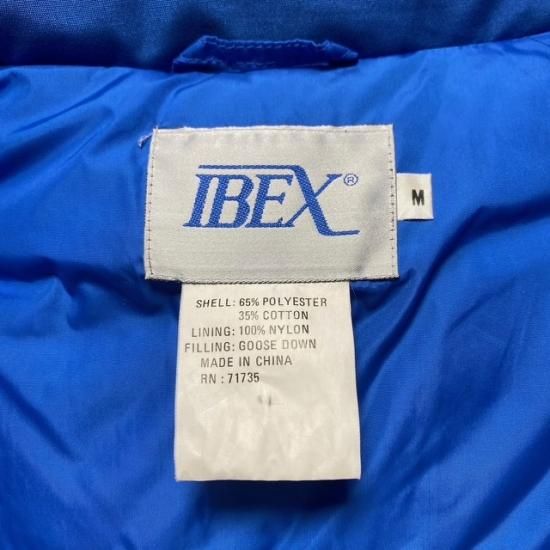 IBEX®
M
SHELL: 65% POLYESTER
35% COTTON
LINING: 100% NYLON
FILLING: GOOSE DOWN
MADE IN CHINA
RN: 71735